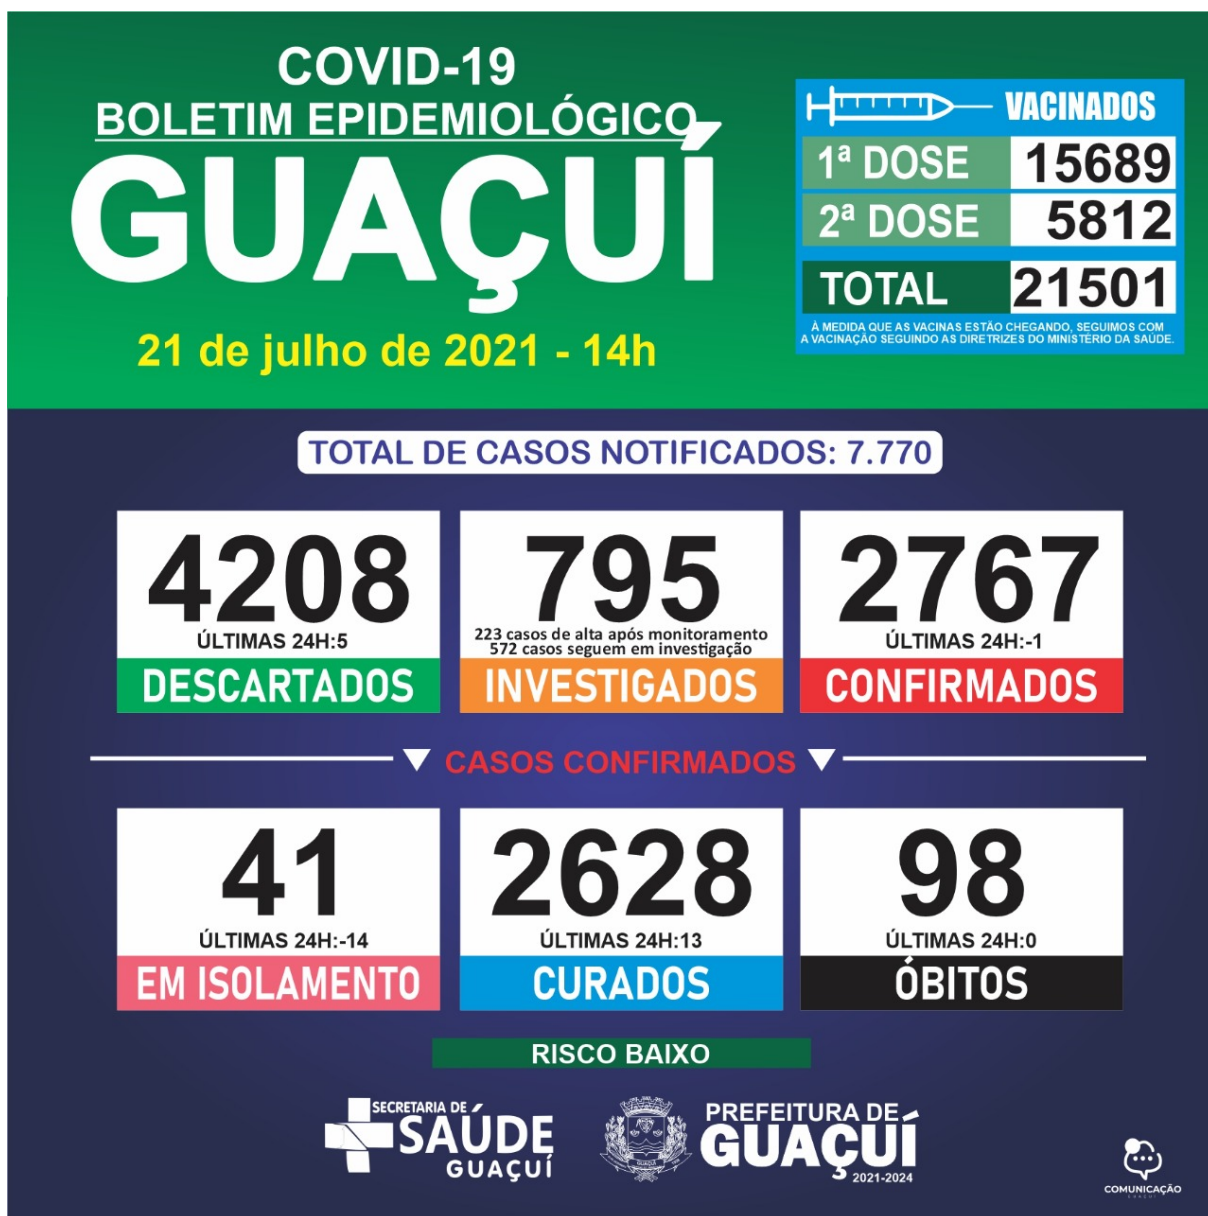 COVID-19
BOLETIM EPIDEMIOLÓGICO
GUAÇUÍ
21 de julho de 2021 - 14h
VACINADOS
1ª DOSE 15689
2ª DOSE 5812
TOTAL 21501
À MEDIDA QUE AS VACINAS ESTÃO CHEGANDO, SEGUIMOS COM
A VACINAÇÃO SEGUINDO AS DIRETRIZES DO MINISTÉRIO DA SAÚDE.
TOTAL DE CASOS NOTIFICADOS: 7.770
4208
ÚLTIMAS 24H:5
DESCARTADOS
795
223 casos de alta após monitoramento
572 casos seguem em investigação
INVESTIGADOS
2767
ÚLTIMAS 24H:-1
CONFIRMADOS
CASOS CONFIRMADOS
41
ÚLTIMAS 24H:-14
EM ISOLAMENTO
2628
ÚLTIMAS 24H:13
CURADOS
98
ÚLTIMAS 24H:0
ÓBITOS
RISCO BAIXO
SECRETARIA DE
SAÚDE
GUAÇUÍ
PREFEITURA DE
GUAÇUÍ
2021-2024
COMUNICAÇÃO